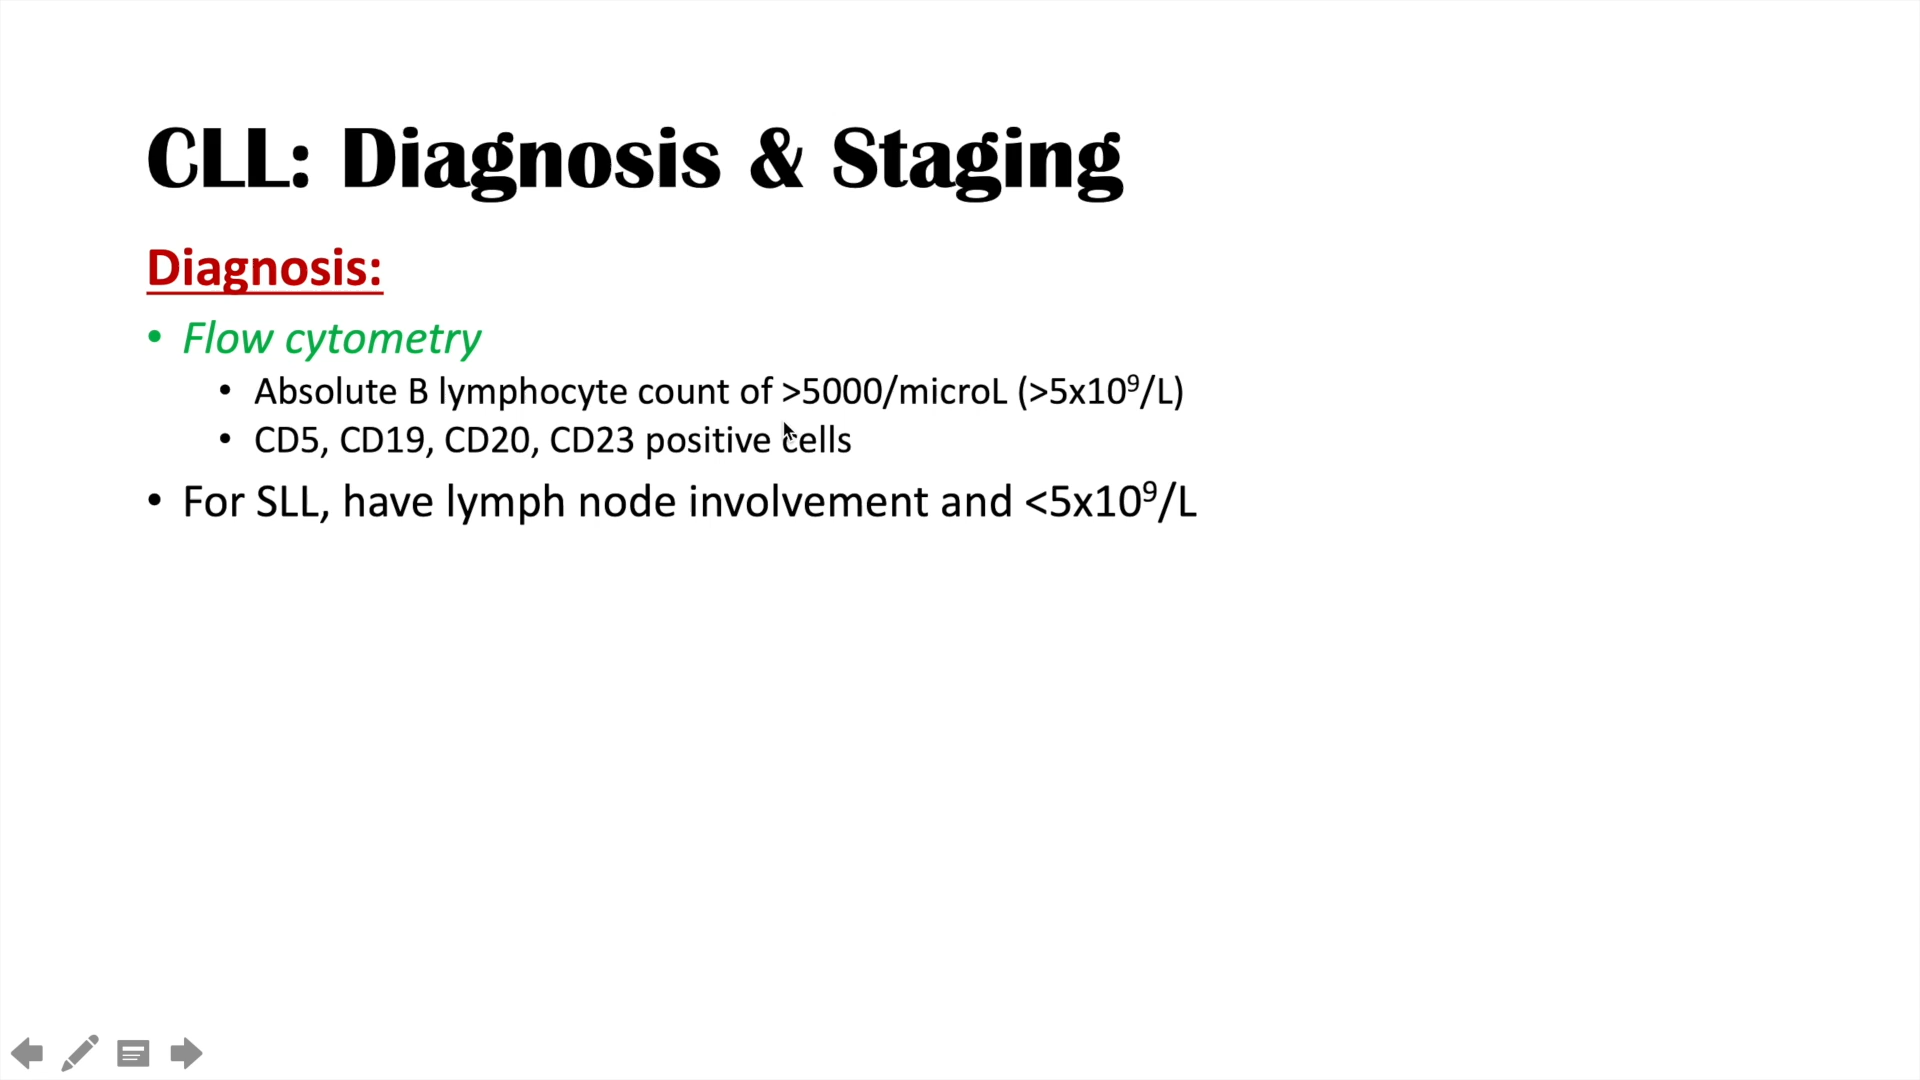 CLL: Diagnosis & Staging
Diagnosis:
• Flow cytometry
• Absolute B lymphocyte count of >5000/microL (>5x10⁹/L)
• CD5, CD19, CD20, CD23 positive cells
• For SLL, have lymph node involvement and <5x10⁹/L